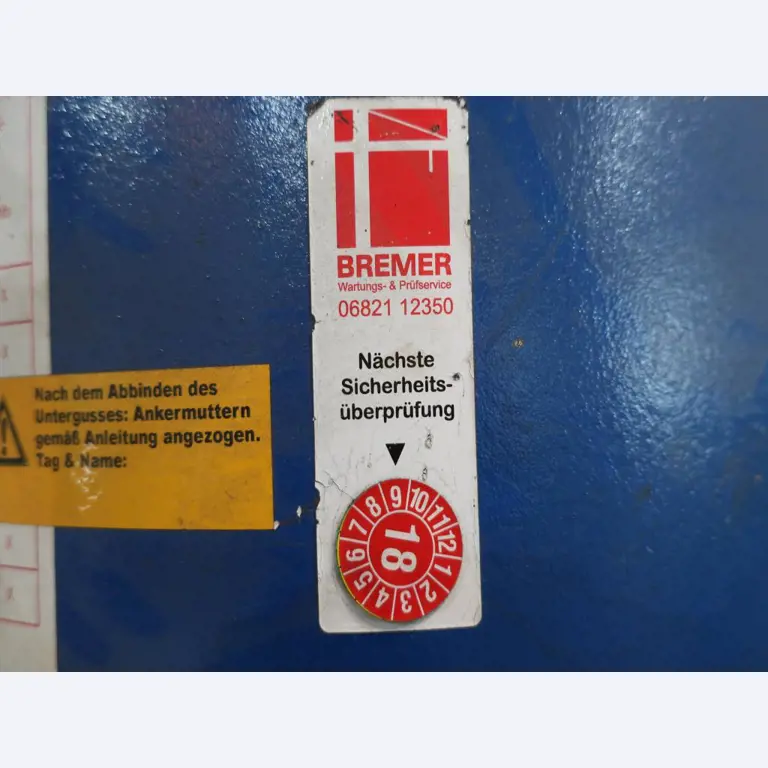 BREMER
Wartungs- & Prüfservice
06821 12350
Nächste
Sicherheits-
überprüfung
1 2 3 4 5 6 7 8 9 10 11 12
18
Nach dem Abbinden des
Untergusses: Ankermuttern
gemäß Anleitung angezogen.
Tag & Name: